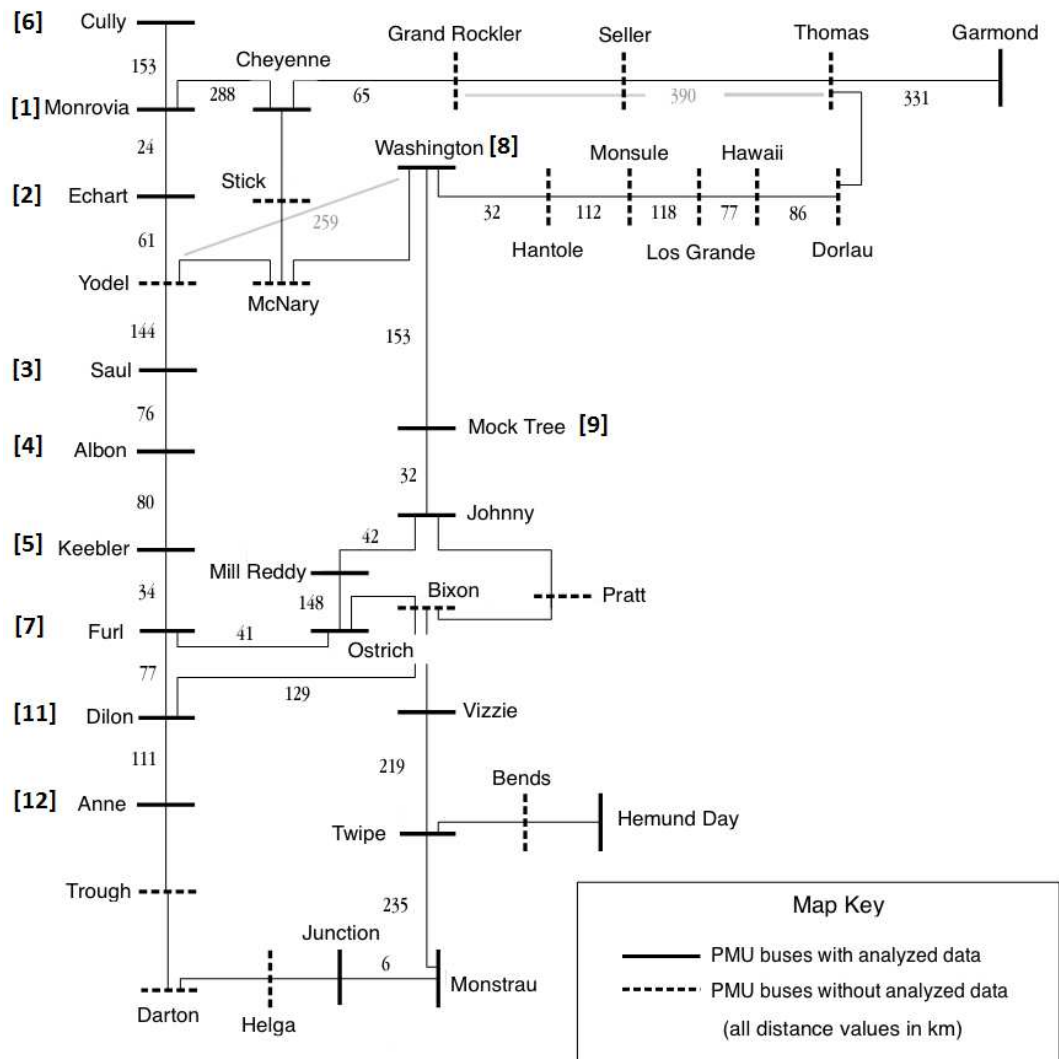 [6] Cully
Grand Rockler
Seller
Thomas
Garmond
Cheyenne
153
288
65
390
331
[1] Monrovia
24
Washington [8]
Monsule
Hawaii
Stick
[2] Echart
259
32
112
118
77
86
61
Hantole
Los Grande
Dorlau
Yodel
McNary
144
153
[3] Saul
76
Mock Tree [9]
[4] Albon
32
80
Johnny
[5] Keebler
42
Mill Reddy
Bixon
Pratt
34
148
[7] Furl
41
Ostrich
77
129
[11] Dilon
Vizzie
111
219
Bends
[12] Anne
Hemund Day
Twipe
Trough
235
Junction
6
Monstrau
Darton
Helga
Map Key
PMU buses with analyzed data
PMU buses without analyzed data
(all distance values in km)